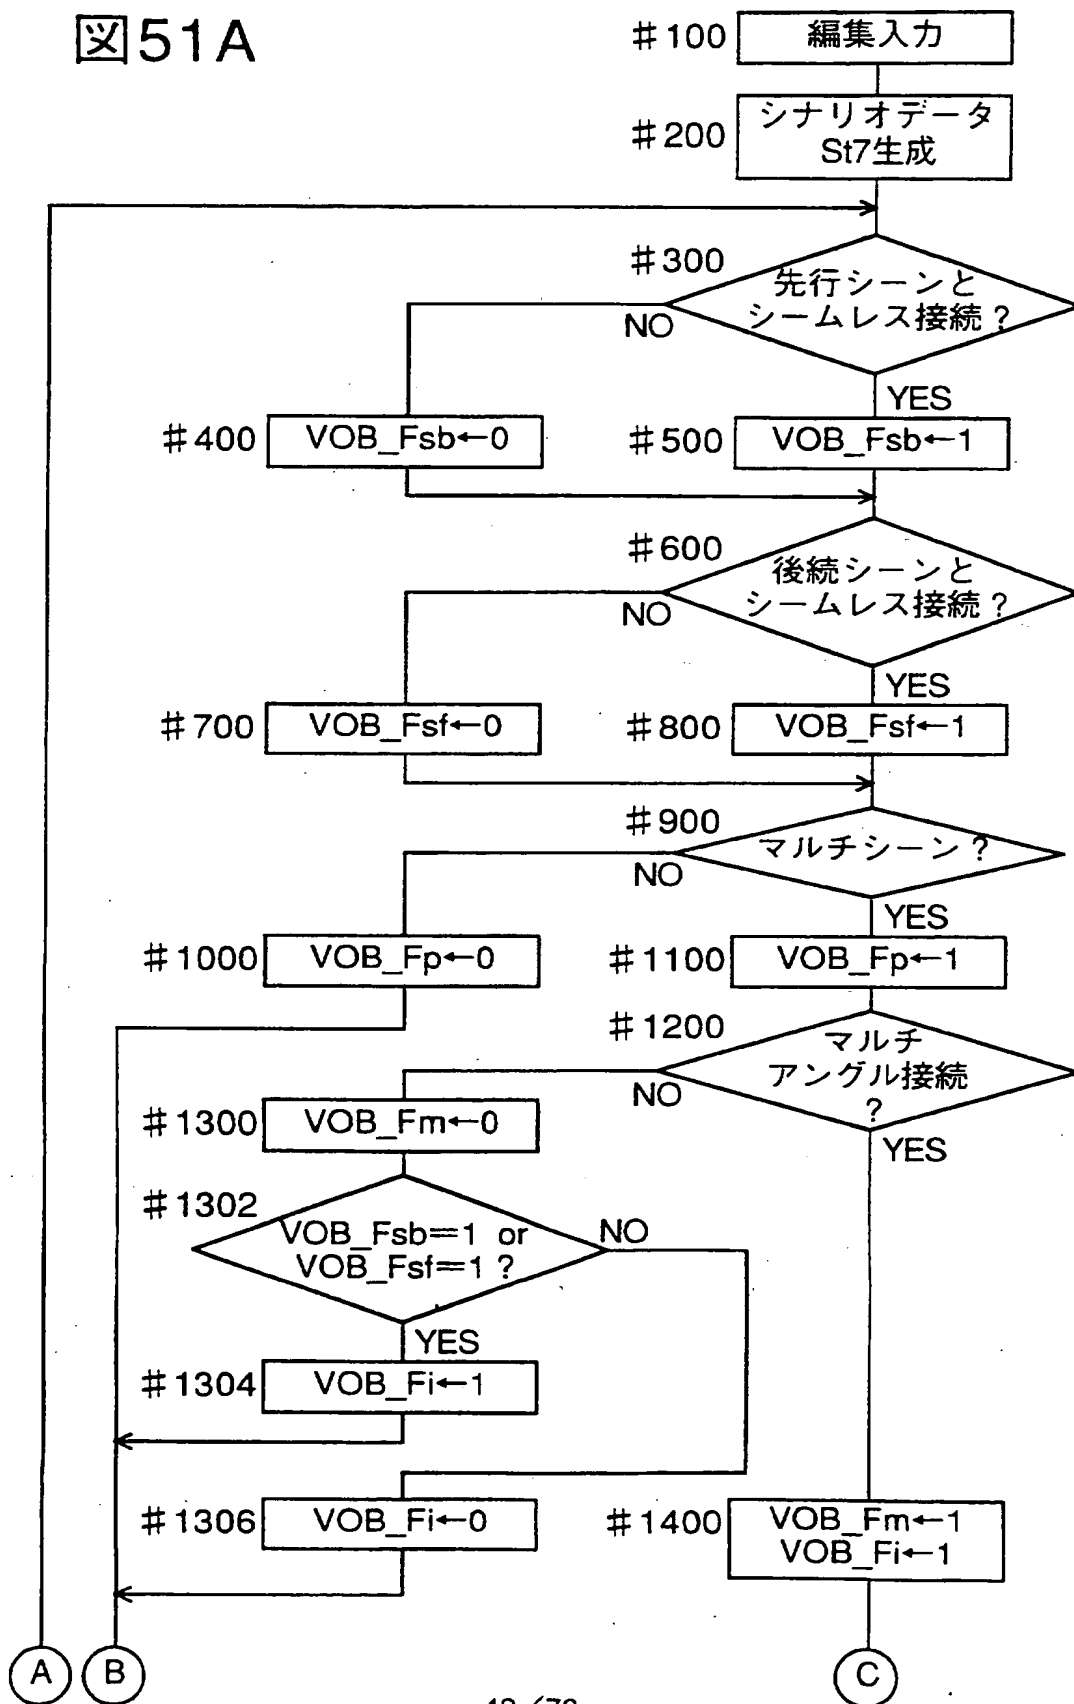 図51A
#100
編集入力
#200
シナリオデータ
St7生成
#300
先行シーンと
シームレス接続？
NO
YES
#400
VOB_Fsb←0
#500
VOB_Fsb←1
#600
後続シーンと
シームレス接続？
NO
YES
#700
VOB_Fsf←0
#800
VOB_Fsf←1
#900
マルチシーン？
NO
YES
#1000
VOB_Fp←0
#1100
VOB_Fp←1
#1200
マルチ
アングル接続
？
NO
YES
#1300
VOB_Fm←0
#1302
VOB_Fsb=1 or
VOB_Fsf=1？
NO
YES
#1304
VOB_Fi←1
#1306
VOB_Fi←0
#1400
VOB_Fm←1
VOB_Fi←1
A
B
C